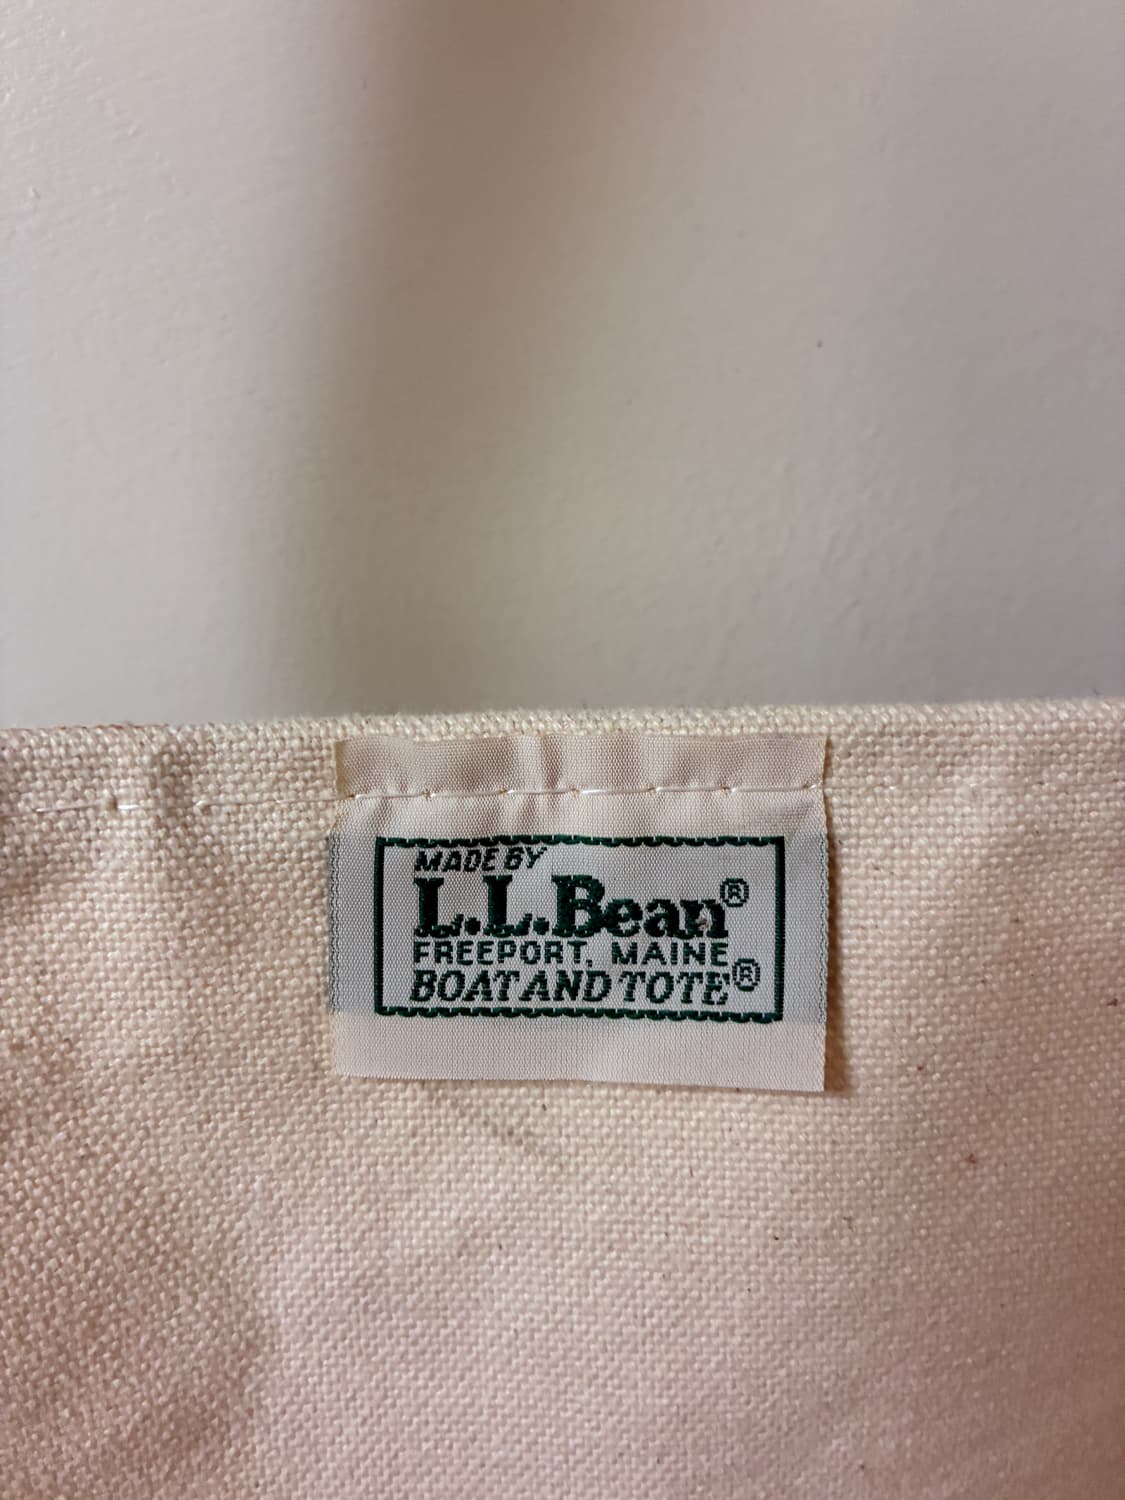 MADE BY
L.L.Bean®
FREEPORT, MAINE
BOAT AND TOTE®